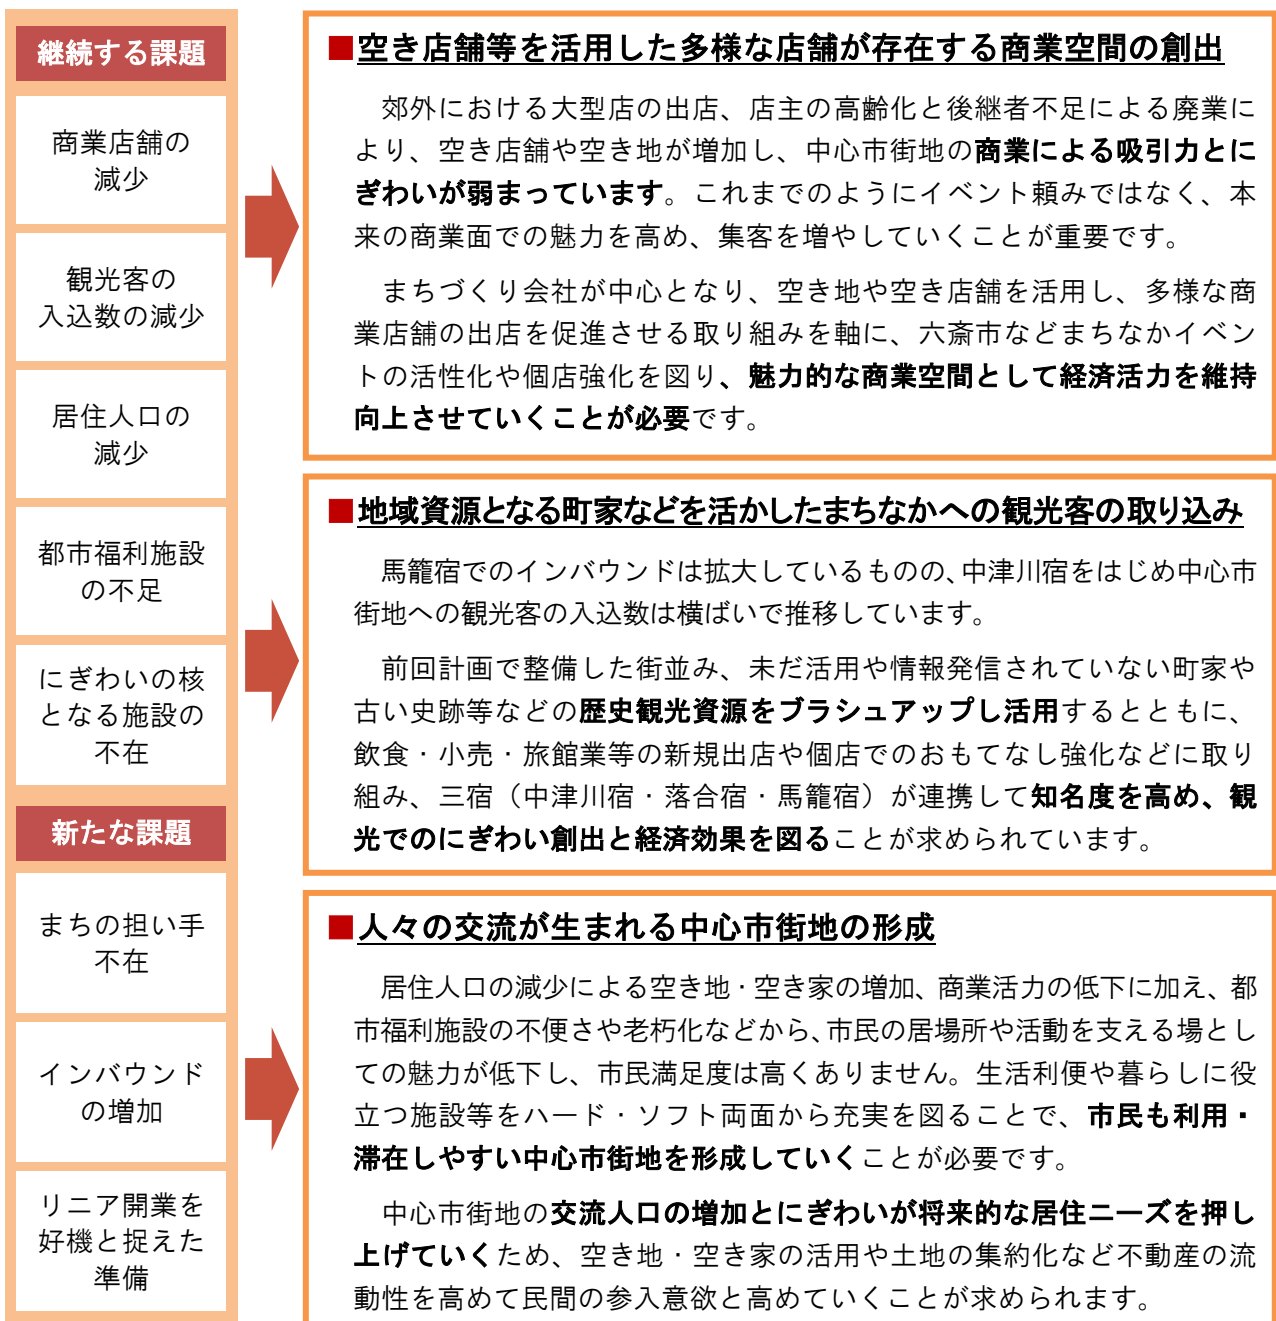 継続する課題
商業店舗の
減少
観光客の
入込数の減少
居住人口の
減少
都市福利施設
の不足
にぎわいの核
となる施設の
不在
新たな課題
まちの担い手
不在
インバウンド
の増加
リニア開業を
好機と捉えた
準備
■空き店舗等を活用した多様な店舗が存在する商業空間の創出
郊外における大型店の出店、店主の高齢化と後継者不足による廃業に
より、空き店舗や空き地が増加し、中心市街地の商業による吸引力とに
ぎわいが弱まっています。これまでのようにイベント頼みではなく、本
来の商業面での魅力を高め、集客を増やしていくことが重要です。
まちづくり会社が中心となり、空き地や空き店舗を活用し、多様な商
業店舗の出店を促進させる取り組みを軸に、六斎市などまちなかイベン
トの活性化や個店強化を図り、魅力的な商業空間として経済活力を維持
向上させていくことが必要です。
■地域資源となる町家などを活かしたまちなかへの観光客の取り込み
馬籠宿でのインバウンドは拡大しているものの、中津川宿をはじめ中心市
街地への観光客の入込数は横ばいで推移しています。
前回計画で整備した街並み、未だ活用や情報発信されていない町家や
古い史跡等などの歴史観光資源をブラシュアップし活用するとともに、
飲食・小売・旅館業等の新規出店や個店でのおもてなし強化などに取り
組み、三宿（中津川宿・落合宿・馬籠宿）が連携して知名度を高め、観
光でのにぎわい創出と経済効果を図ることが求められています。
■人々の交流が生まれる中心市街地の形成
居住人口の減少による空き地・空き家の増加、商業活力の低下に加え、都
市福利施設の不便さや老朽化などから、市民の居場所や活動を支える場とし
ての魅力が低下し、市民満足度は高くありません。生活利便や暮らしに役
立つ施設等をハード・ソフト両面から充実を図ることで、市民も利用・
滞在しやすい中心市街地を形成していくことが必要です。
中心市街地の交流人口の増加とにぎわいが将来的な居住ニーズを押し
上げていくため、空き地・空き家の活用や土地の集約化など不動産の流
動性を高めて民間の参入意欲と高めていくことが求められます。